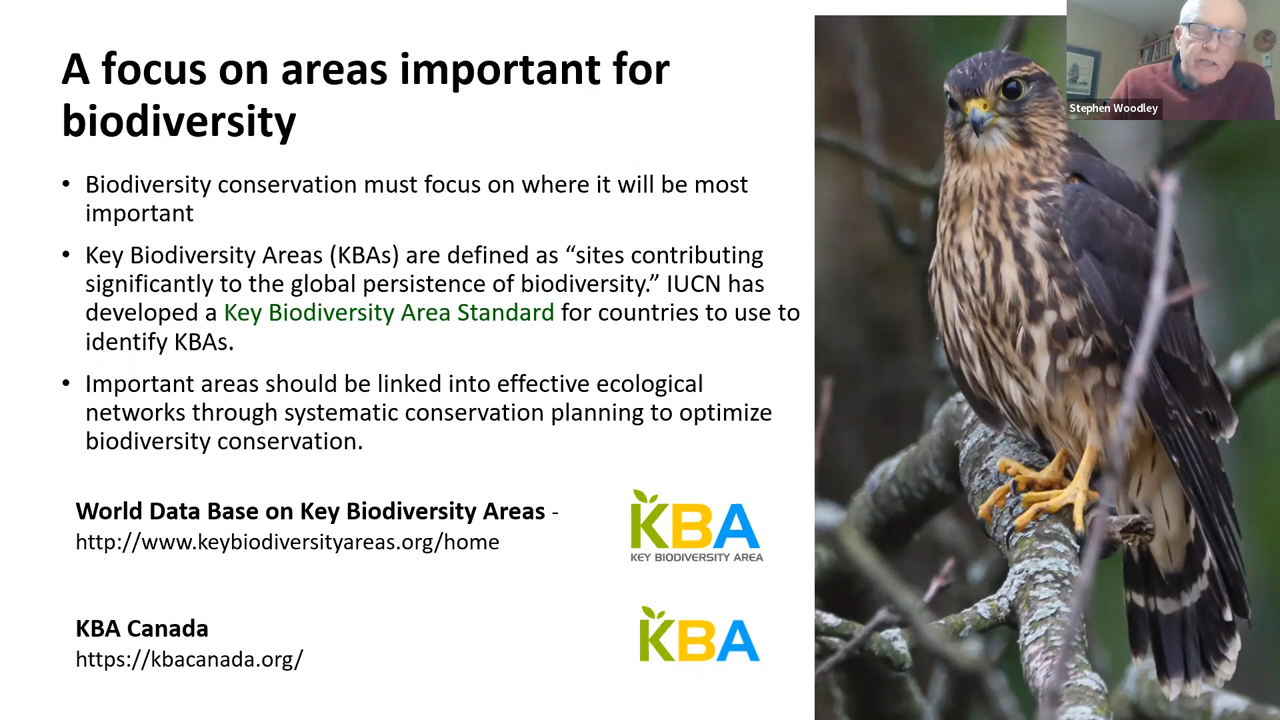 A focus on areas important for
biodiversity
• Biodiversity conservation must focus on where it will be most
important
• Key Biodiversity Areas (KBAs) are defined as “sites contributing
significantly to the global persistence of biodiversity.” IUCN has
developed a Key Biodiversity Area Standard for countries to use to
identify KBAs.
• Important areas should be linked into effective ecological
networks through systematic conservation planning to optimize
biodiversity conservation.
World Data Base on Key Biodiversity Areas -
http://www.keybiodiversityareas.org/home
KBA
KEY BIODIVERSITY AREA
KBA Canada
https://kbacanada.org/
KBA
Stephen Woodley